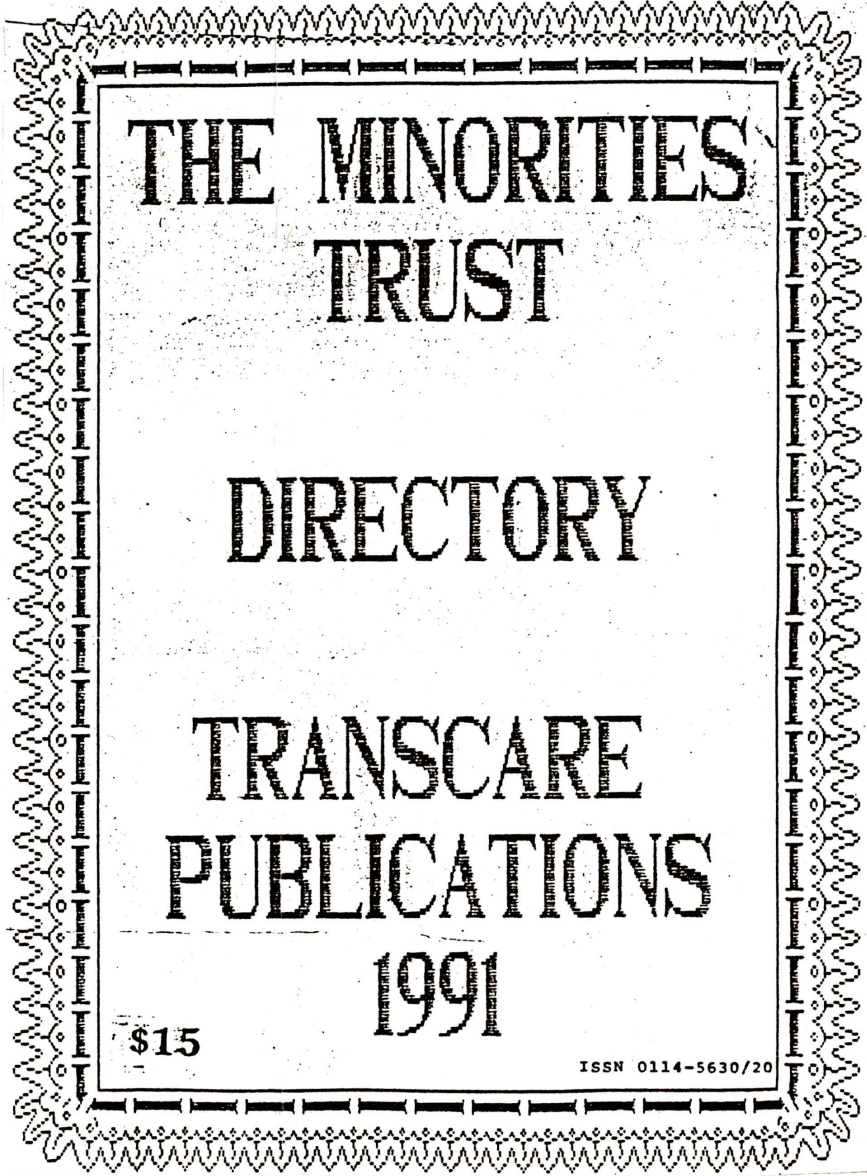 THE MINORITIES
TRUST
DIRECTORY
TRANSCARE
PUBLICATIONS
1991
$15
ISSN 0114-5630/20